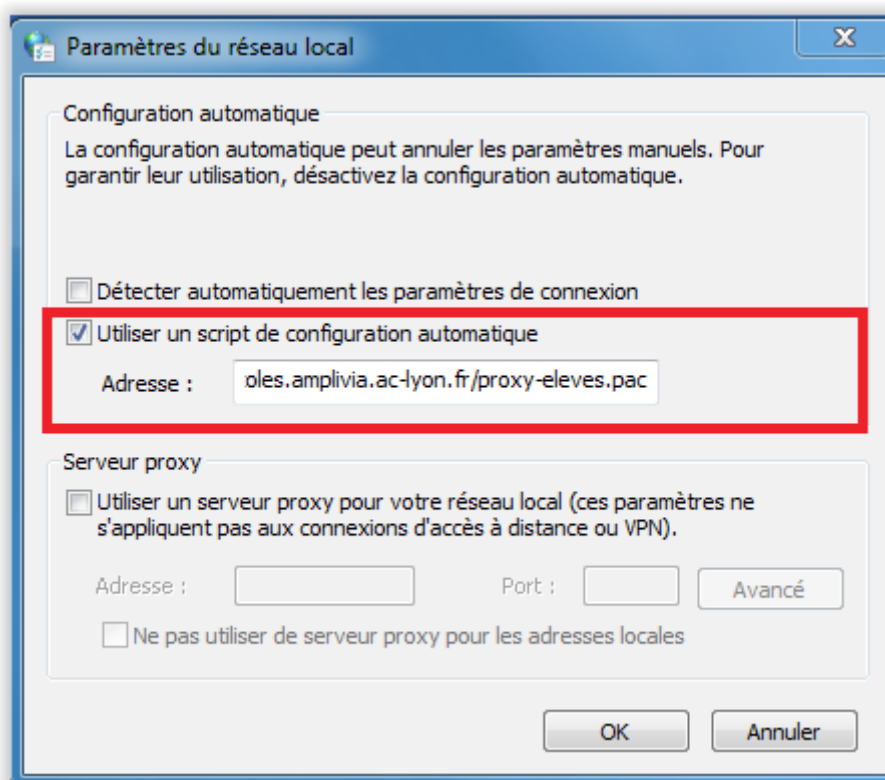 Paramètres du réseau local
Configuration automatique
La configuration automatique peut annuler les paramètres manuels. Pour
garantir leur utilisation, désactivez la configuration automatique.
Détecter automatiquement les paramètres de connexion
Utiliser un script de configuration automatique
Adresse : oles.amplivia.ac-lyon.fr/proxy-eleves.pac
Serveur proxy
Utiliser un serveur proxy pour votre réseau local (ces paramètres ne
s'appliquent pas aux connexions d'accès à distance ou VPN).
Adresse : Port : Avancé
Ne pas utiliser de serveur proxy pour les adresses locales
OK Annuler